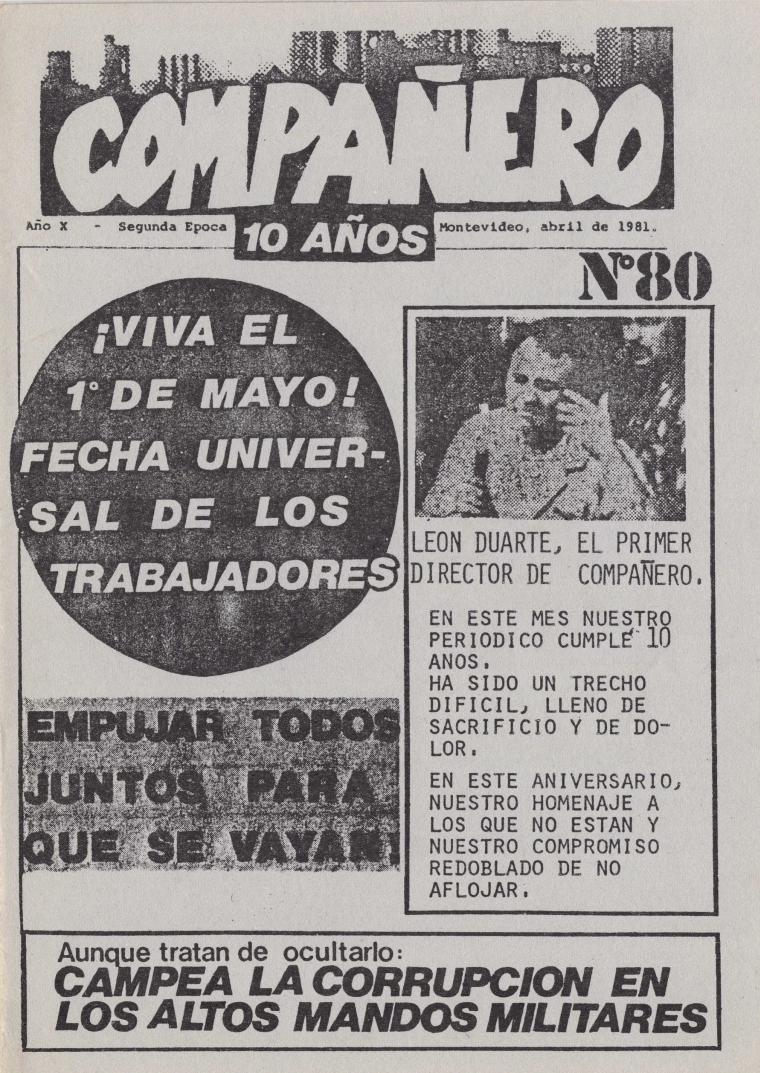 COMPAÑERO
Año X - Segunda Epoca
10 AÑOS
Montevideo, abril de 1981.
Nº80
¡VIVA EL
1° DE MAYO!
FECHA UNIVER-
SAL DE LOS
TRABAJADORES
EMPUJAR TODOS
JUNTOS PARA
QUE SE VAYAN!
LEON DUARTE, EL PRIMER
DIRECTOR DE COMPAÑERO.
EN ESTE MES NUESTRO
PERIODICO CUMPLE 10
ANOS.
HA SIDO UN TRECHO
DIFICIL, LLENO DE
SACRIFICIO Y DE DO-
LOR.
EN ESTE ANIVERSARIO,
NUESTRO HOMENAJE A
LOS QUE NO ESTAN Y
NUESTRO COMPROMISO
REDOBLADO DE NO
AFLOJAR.
Aunque tratan de ocultarlo:
CAMPEA LA CORRUPCION EN
LOS ALTOS MANDOS MILITARES